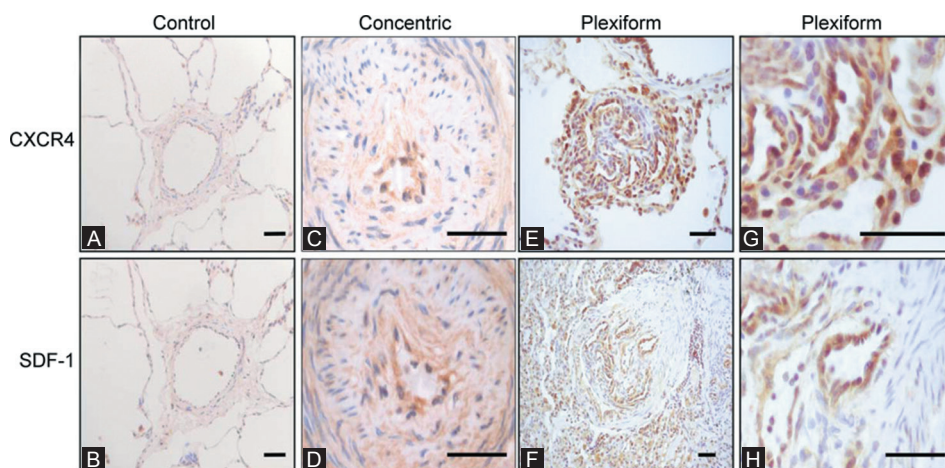 Control Concentric Plexiform Plexiform
CXCR4
A C E G
SDF-1
B D F H